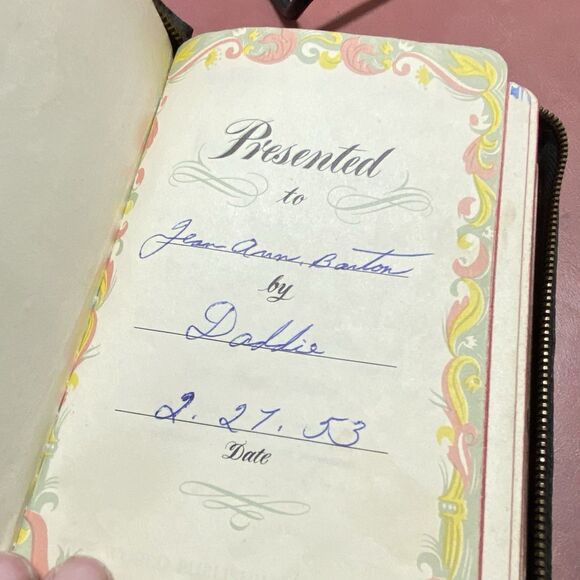 Presented
to
Jean Ann Barton
by
Daddie
2.27.53
Date